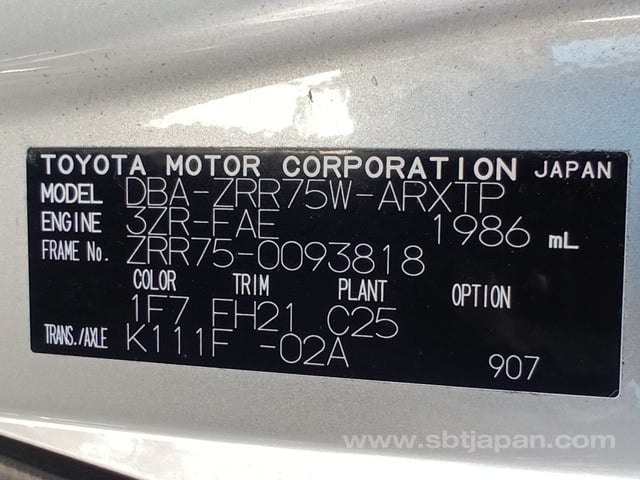 TOYOTA MOTOR CORPORATION JAPAN
MODEL DBA-ZRR75W-ARXTP
ENGINE 3ZR-FAE 1986 mL
FRAME No. ZRR75-0093818
COLOR TRIM PLANT OPTION
1F7 FH21 C25
TRANS./AXLE K111F -02A
907
www.sbtjapan.com